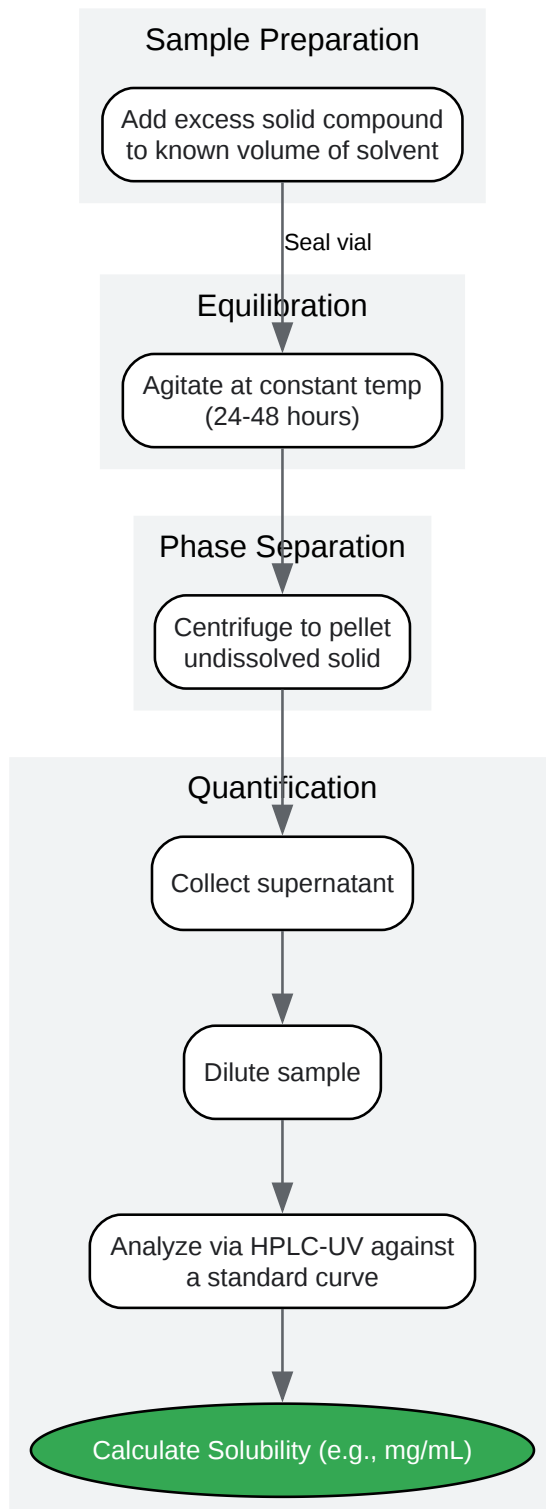 Sample Preparation
Add excess solid compound
to known volume of solvent
Seal vial
Equilibration
Agitate at constant temp
(24-48 hours)
Phase Separation
Centrifuge to pellet
undissolved solid
Quantification
Collect supernatant
Dilute sample
Analyze via HPLC-UV against
a standard curve
Calculate Solubility (e.g., mg/mL)